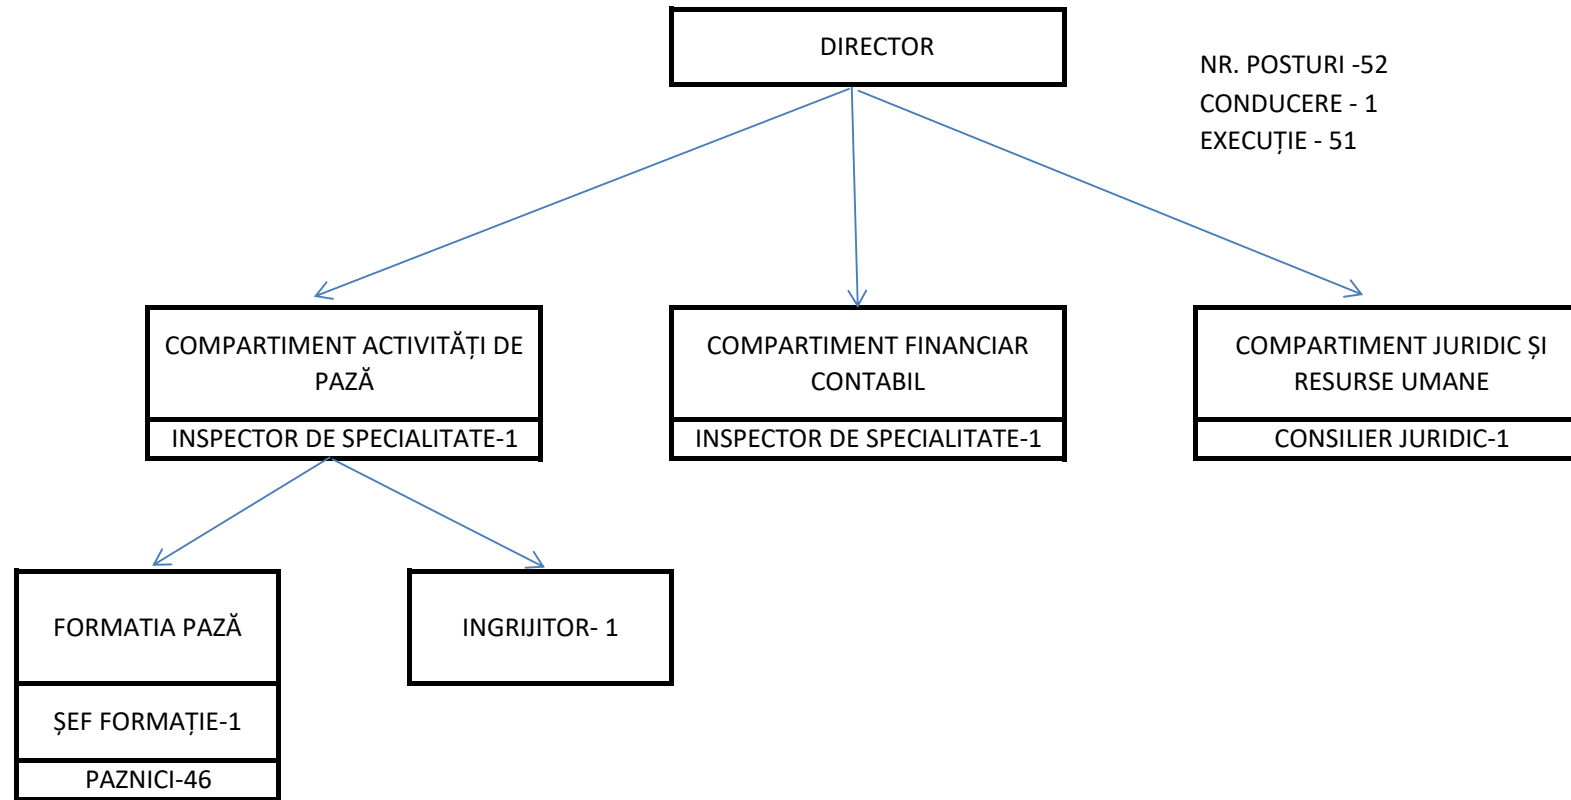 DIRECTOR
NR. POSTURI -52
CONDUCERE - 1
EXECUȚIE - 51
COMPARTIMENT ACTIVITĂȚI DE
PAZĂ
INSPECTOR DE SPECIALITATE-1
COMPARTIMENT FINANCIAR
CONTABIL
INSPECTOR DE SPECIALITATE-1
COMPARTIMENT JURIDIC ȘI
RESURSE UMANE
CONSILIER JURIDIC-1
FORMATIA PAZĂ
ȘEF FORMAȚIE-1
PAZNICI-46
INGRIJITOR- 1